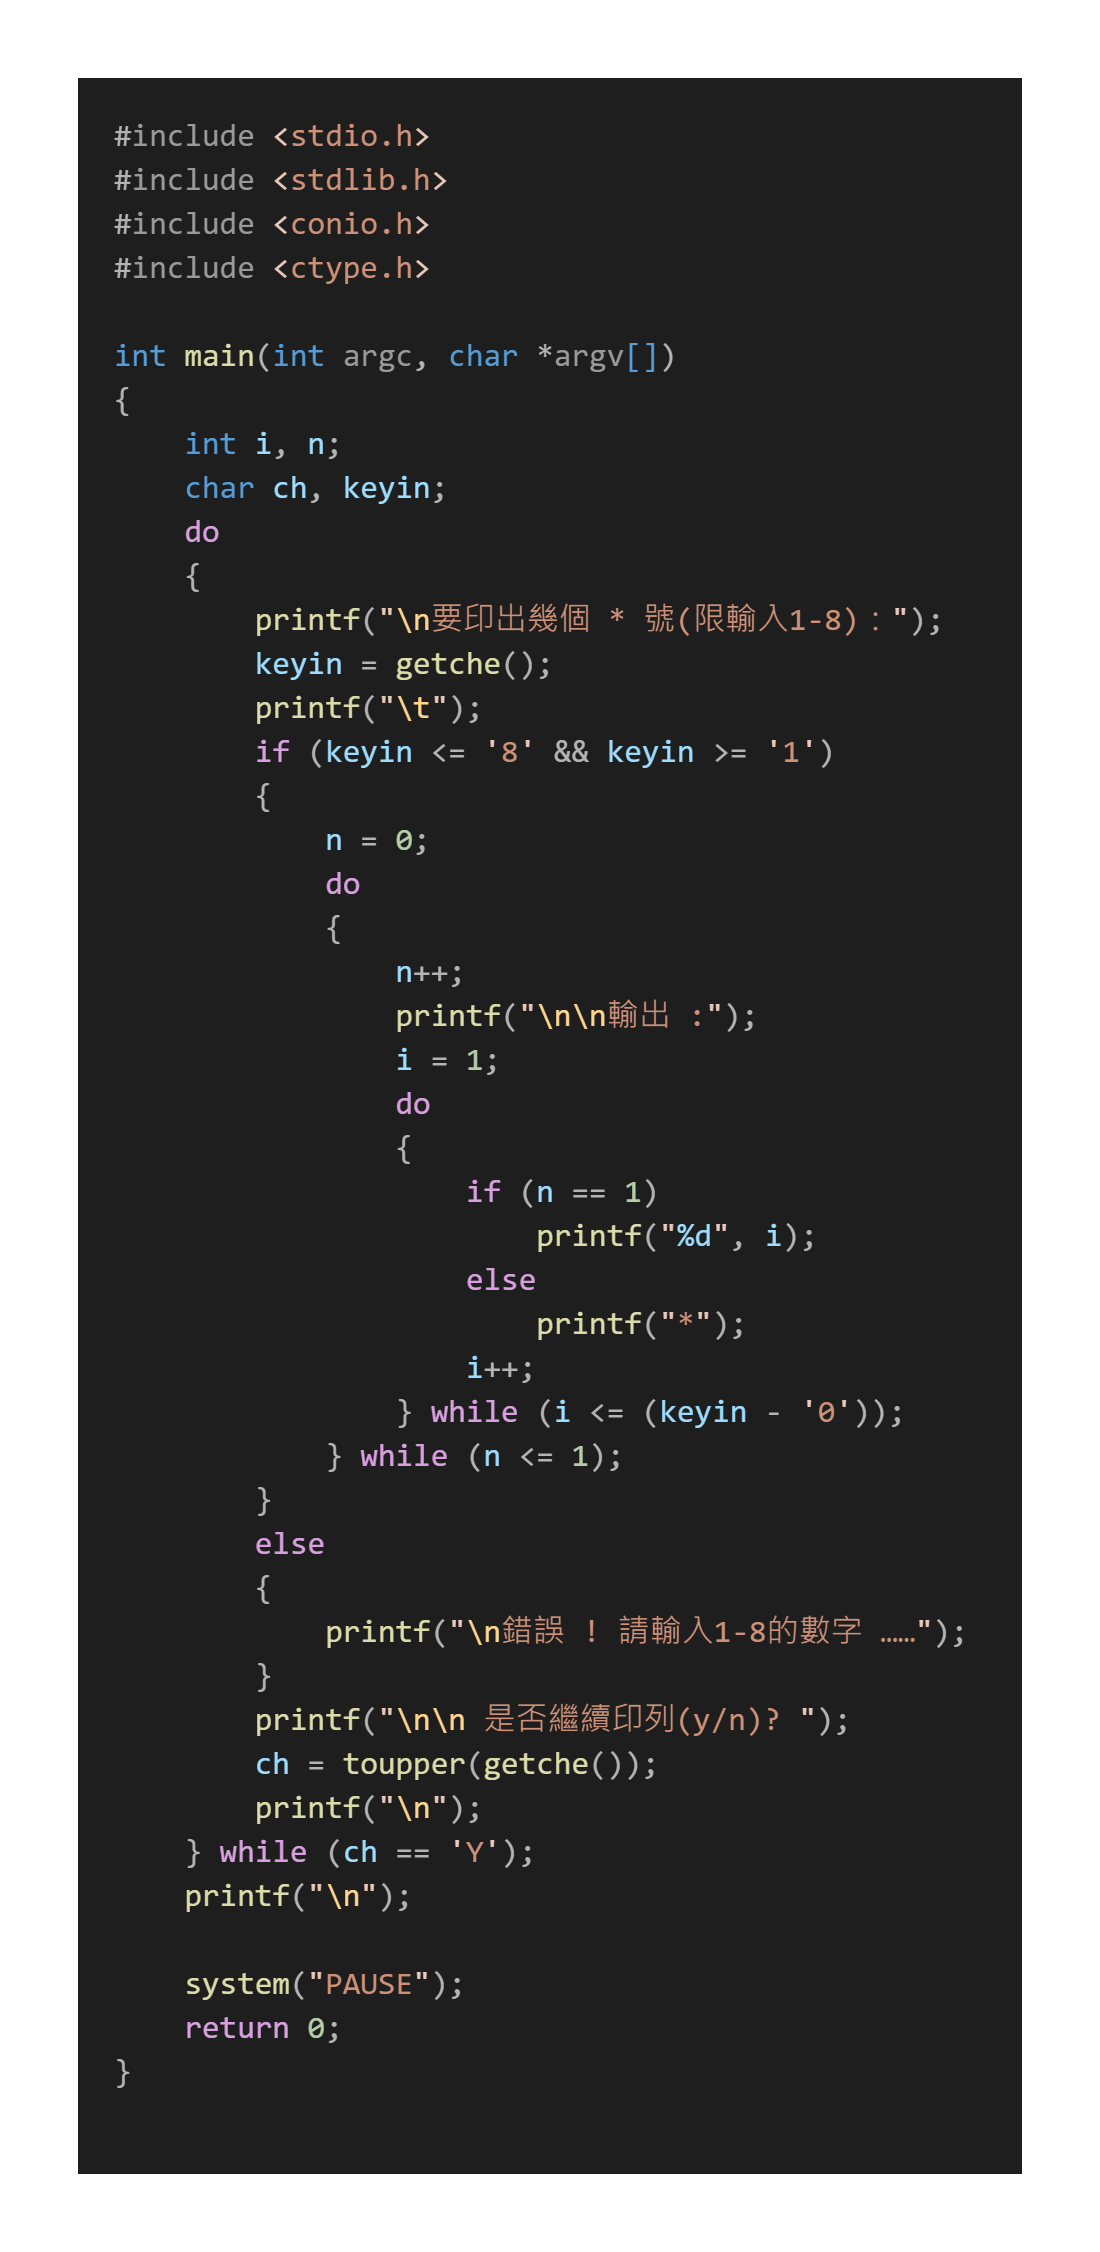 #include <stdio.h>
#include <stdlib.h>
#include <conio.h>
#include <ctype.h>

int main(int argc, char *argv[])
{
    int i, n;
    char ch, keyin;
    do
    {
        printf("\n要印出幾個 * 號(限輸入1-8)：");
        keyin = getche();
        printf("\t");
        if (keyin <= '8' && keyin >= '1')
        {
            n = 0;
            do
            {
                n++;
                printf("\n\n輸出 :");
                i = 1;
                do
                {
                    if (n == 1)
                        printf("%d", i);
                    else
                        printf("*");
                    i++;
                } while (i <= (keyin - '0'));
            } while (n <= 1);
        }
        else
        {
            printf("\n錯誤 ! 請輸入1-8的數字 ……");
        }
        printf("\n\n 是否繼續印列(y/n)? ");
        ch = toupper(getche());
        printf("\n");
    } while (ch == 'Y');
    printf("\n");

    system("PAUSE");
    return 0;
}